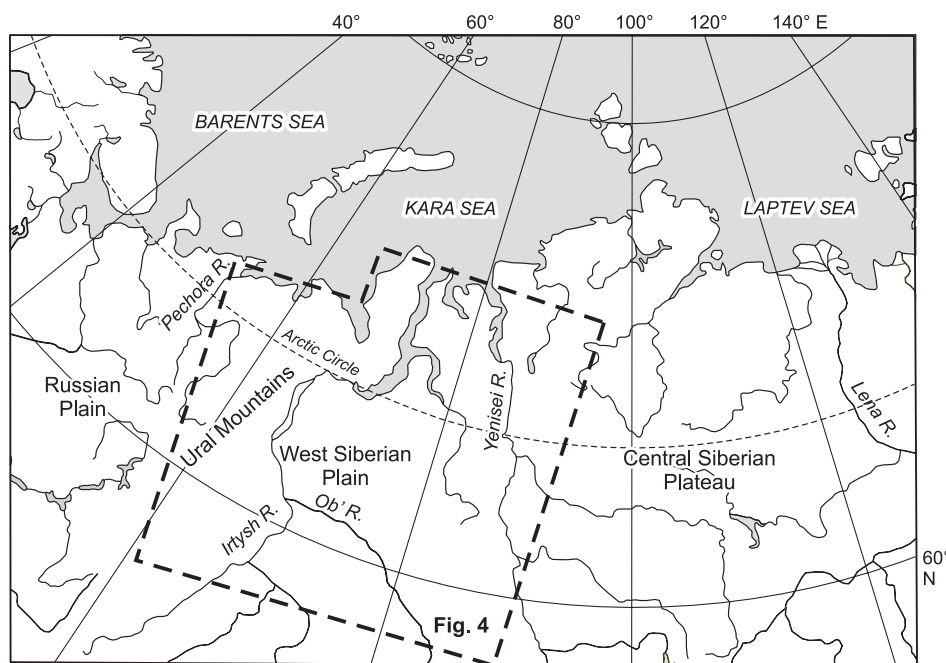 40° 60° 80° 100° 120° 140° E
BARENTS SEA
KARA SEA
LAPTEV SEA
Pechora R.
Arctic Circle
Russian
Plain
Ural Mountains
Yenisei R.
Lena R.
West Siberian
Plain
Central Siberian
Plateau
Ob' R.
Irtysh R.
60°
N
Fig. 4